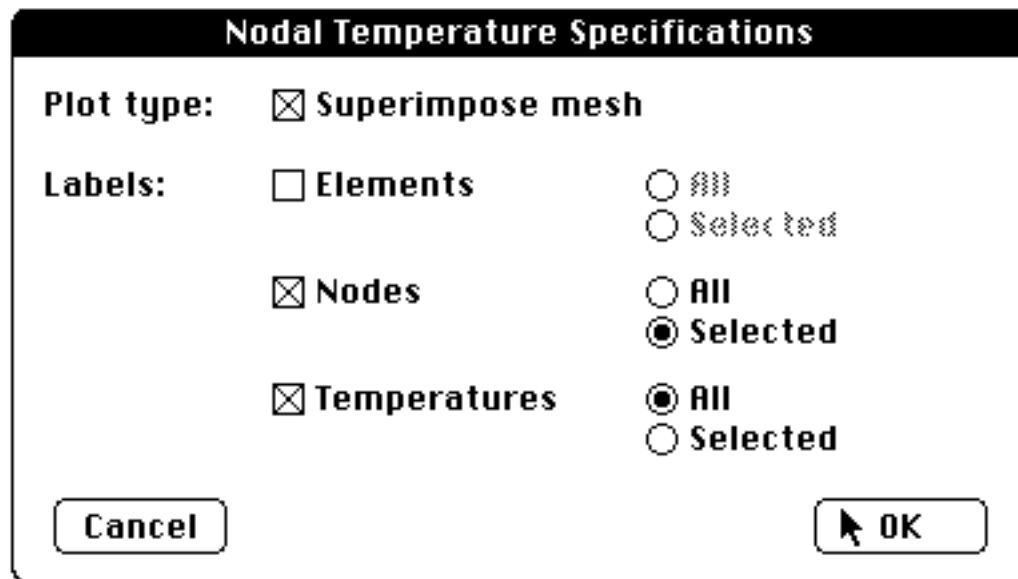 Nodal Temperature Specifications
Plot type: Superimpose mesh
Labels: Elements All
Selected
Nodes All
Selected
Temperatures All
Selected
Cancel OK